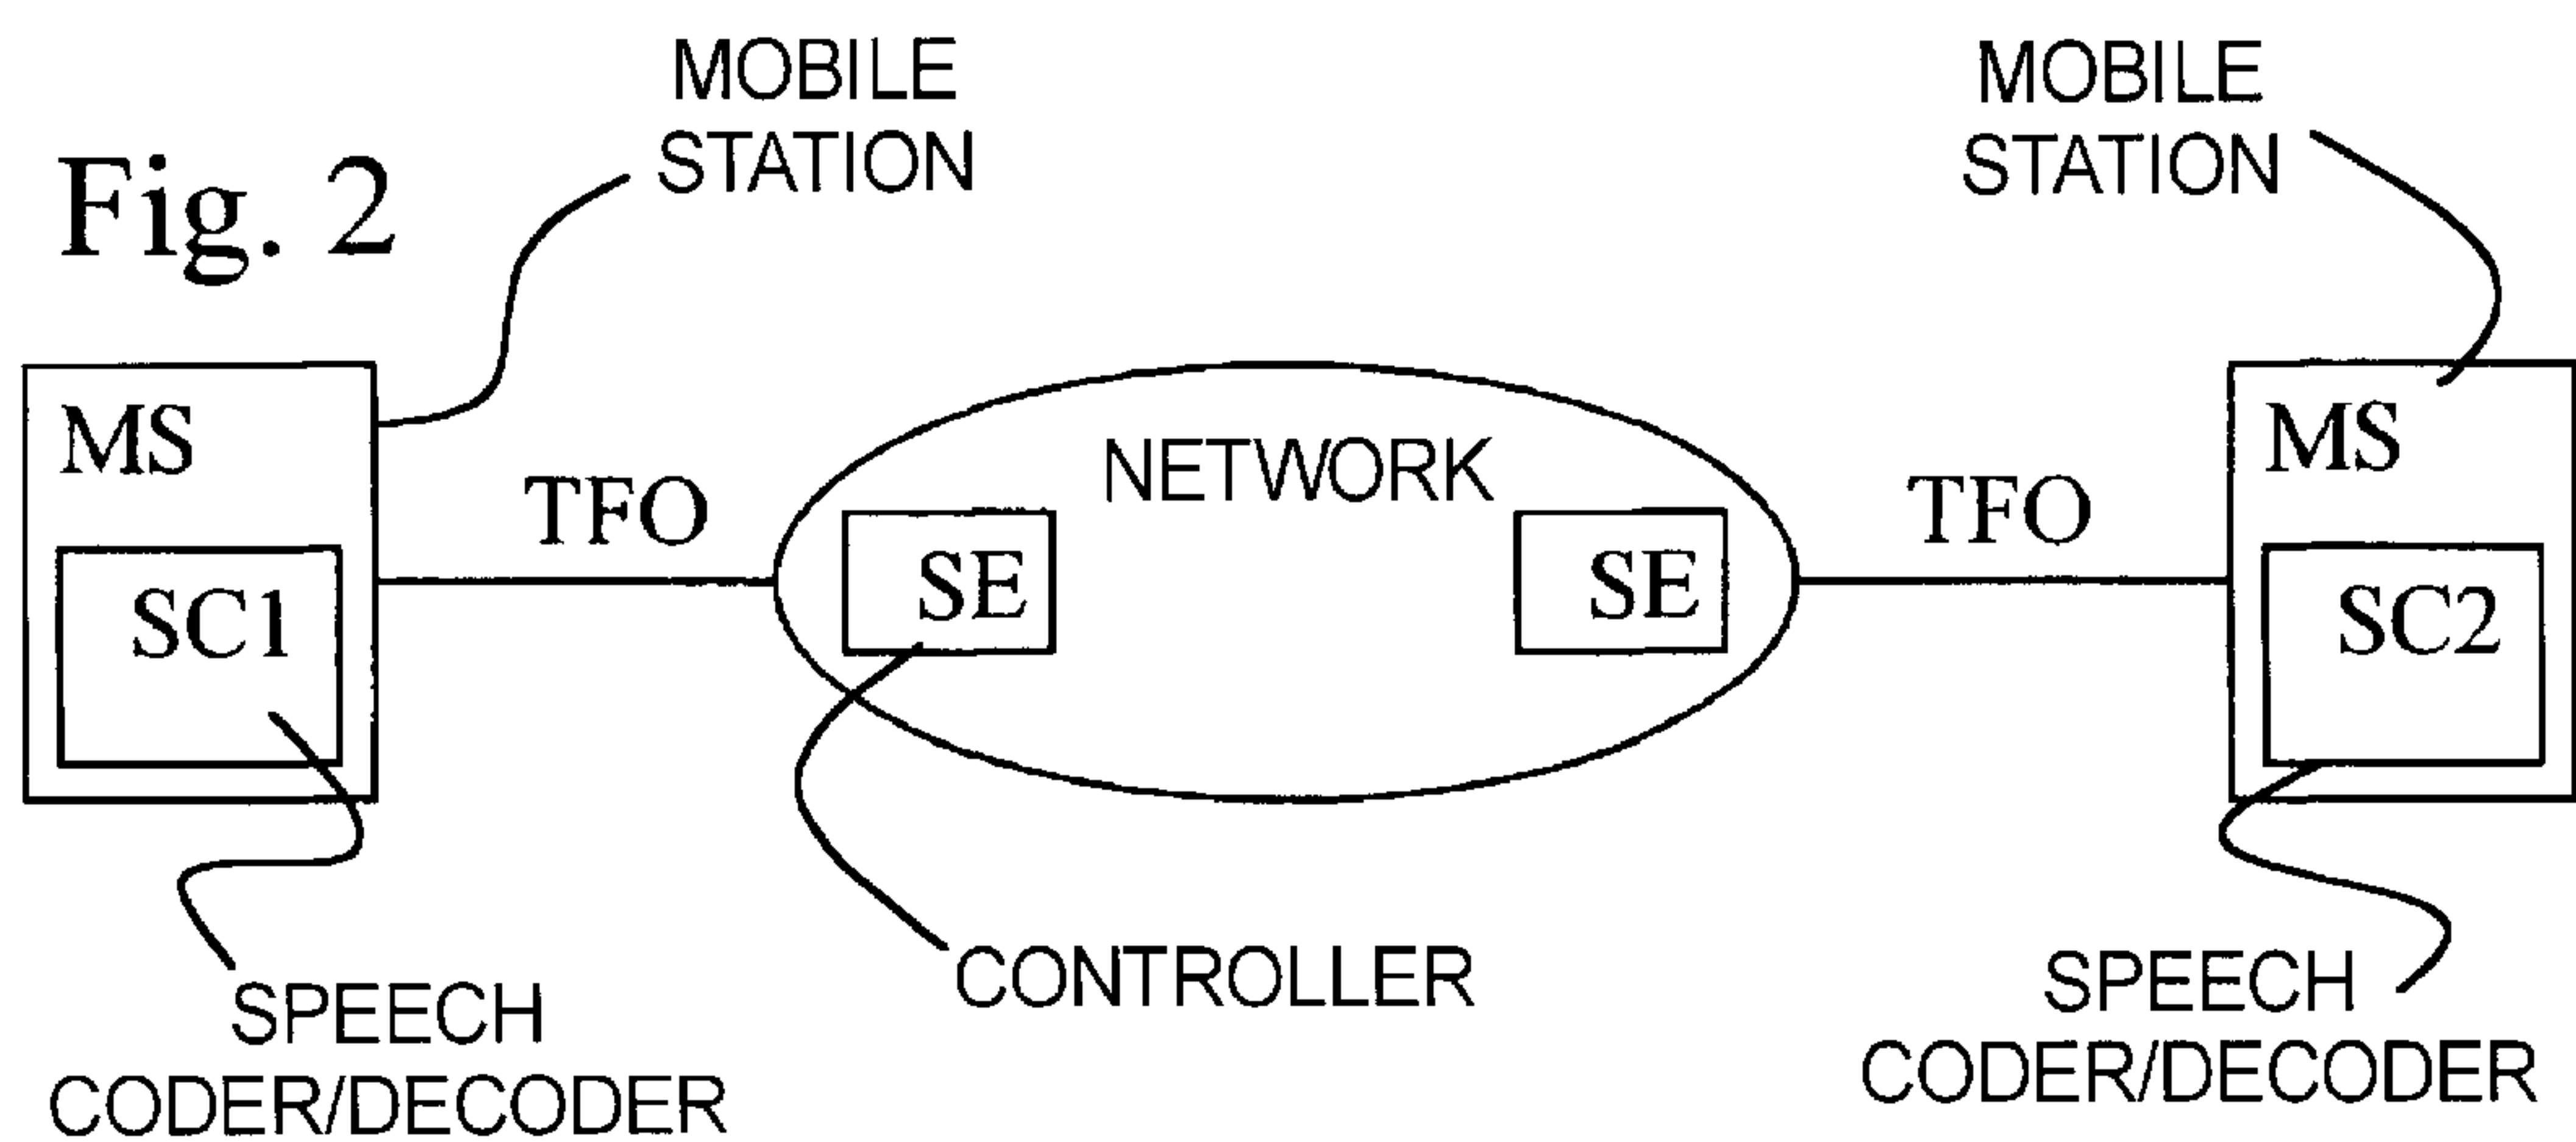 Fig. 2
MOBILE
STATION
MOBILE
STATION
MS
SC1
TFO
NETWORK
SE
SE
TFO
MS
SC2
SPEECH
CODER/DECODER
CONTROLLER
SPEECH
CODER/DECODER